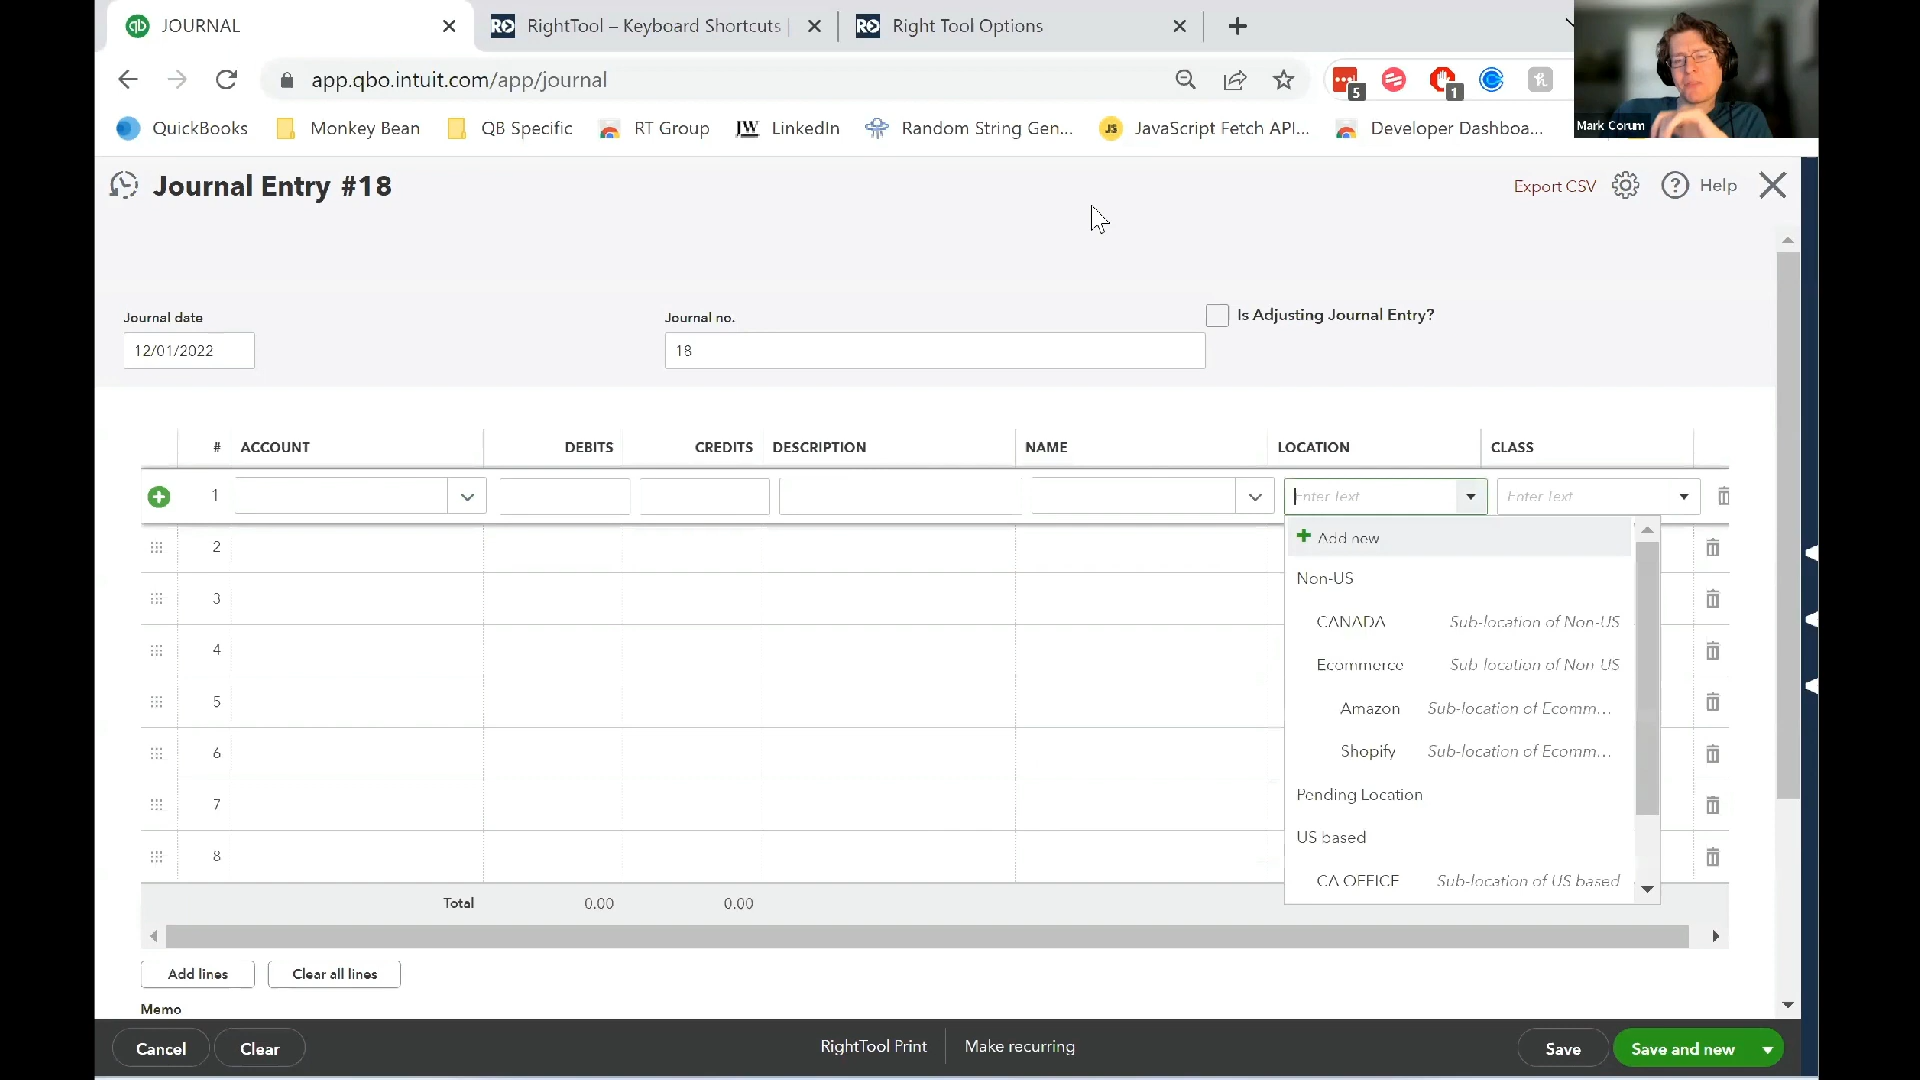 JOURNAL
RightTool – Keyboard Shortcuts
Right Tool Options
app.qbo.intuit.com/app/journal
5
1
QuickBooks
Monkey Bean
QB Specific
RT Group
LinkedIn
Random String Gen...
JavaScript Fetch API...
Developer Dashboa...
Mark Corum
Journal Entry #18
Export CSV
Help
Journal date
Journal no.
Is Adjusting Journal Entry?
12/01/2022
18
# ACCOUNT DEBITS CREDITS DESCRIPTION NAME LOCATION CLASS
1 Enter Text Enter Text
Add new
2
Non-US
3
CANADA Sub-location of Non-US
4
Ecommerce Sub-location of Non-US
5
Amazon Sub-location of Ecomm...
6
Shopify Sub-location of Ecomm...
7
Pending Location
8
US based
CA OFFICE Sub-location of US based
Total 0.00 0.00
Add lines
Clear all lines
Memo
Cancel
Clear
RightTool Print
Make recurring
Save
Save and new